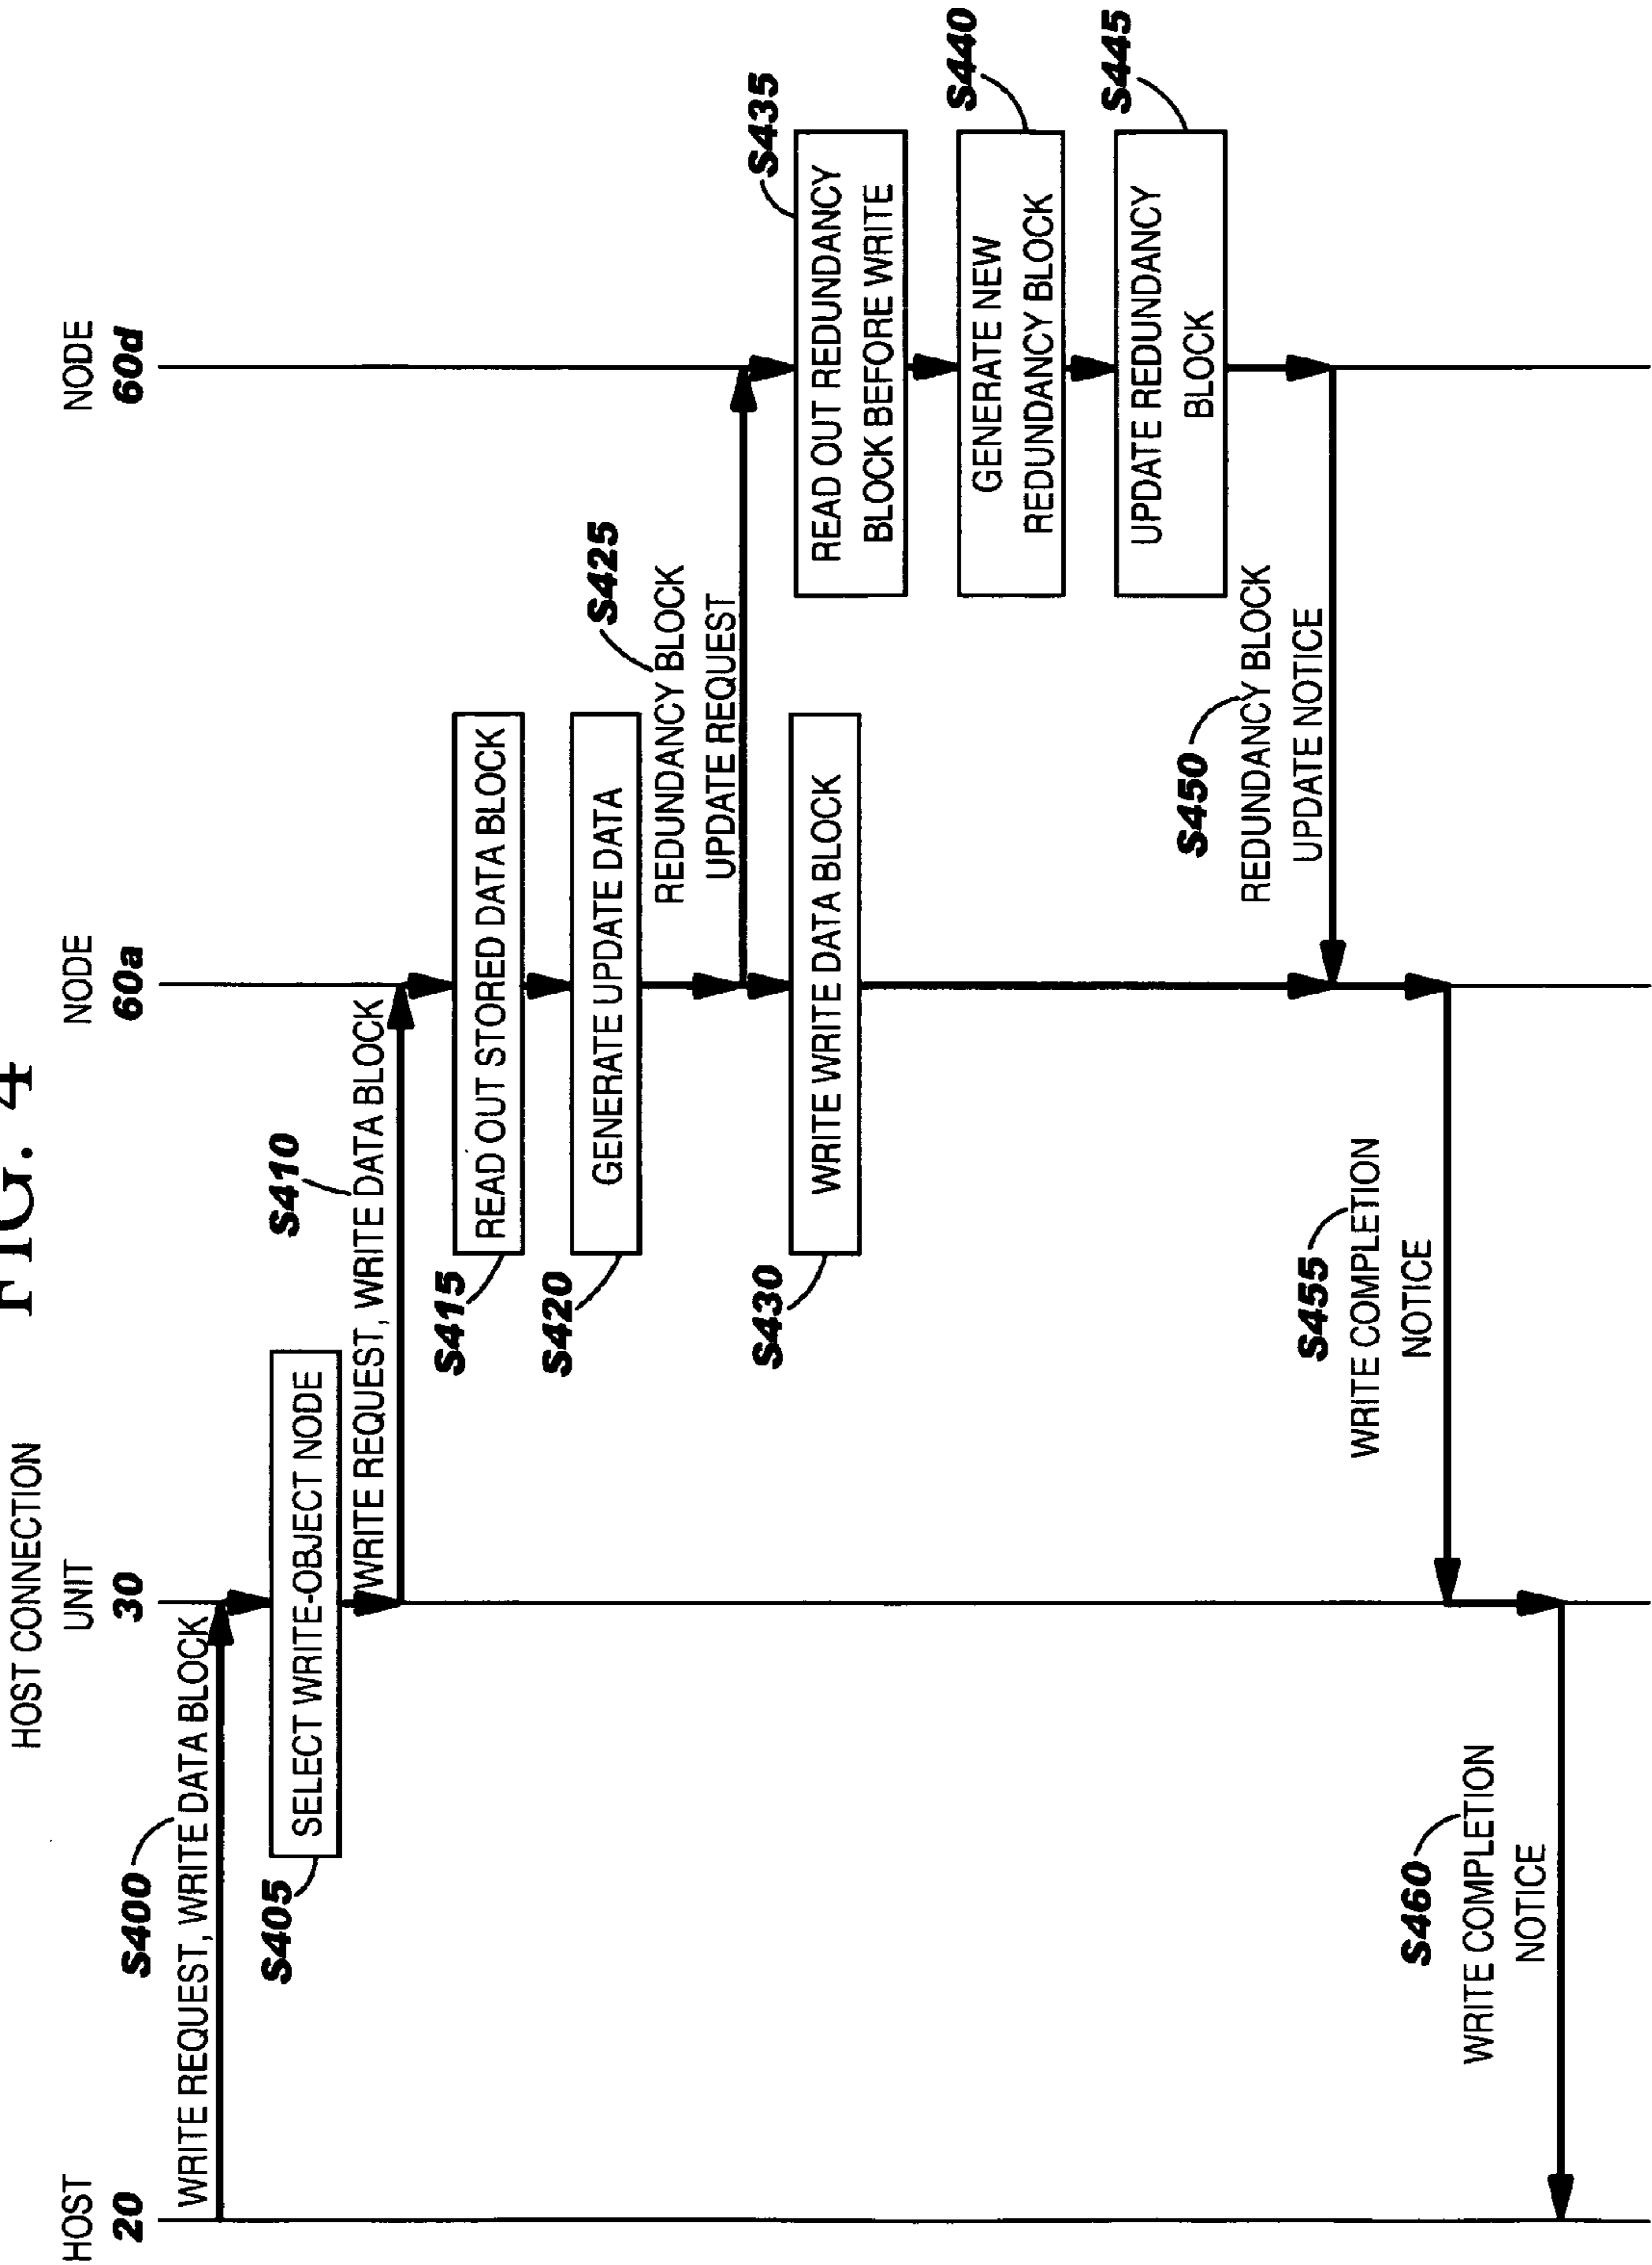 FIG. 4
HOST
20
HOST CONNECTION
UNIT
30
NODE
60a
NODE
60d
S400
WRITE REQUEST, WRITE DATA BLOCK
S405
SELECT WRITE-OBJECT NODE
S410
WRITE REQUEST, WRITE DATA BLOCK
S415
READ OUT STORED DATA BLOCK
S420
GENERATE UPDATE DATA
S425
REDUNDANCY BLOCK
UPDATE REQUEST
S430
WRITE WRITE DATA BLOCK
S435
READ OUT REDUNDANCY
BLOCK BEFORE WRITE
S440
GENERATE NEW
REDUNDANCY BLOCK
S445
UPDATE REDUNDANCY
BLOCK
S450
REDUNDANCY BLOCK
UPDATE NOTICE
S455
WRITE COMPLETION
NOTICE
S460
WRITE COMPLETION
NOTICE